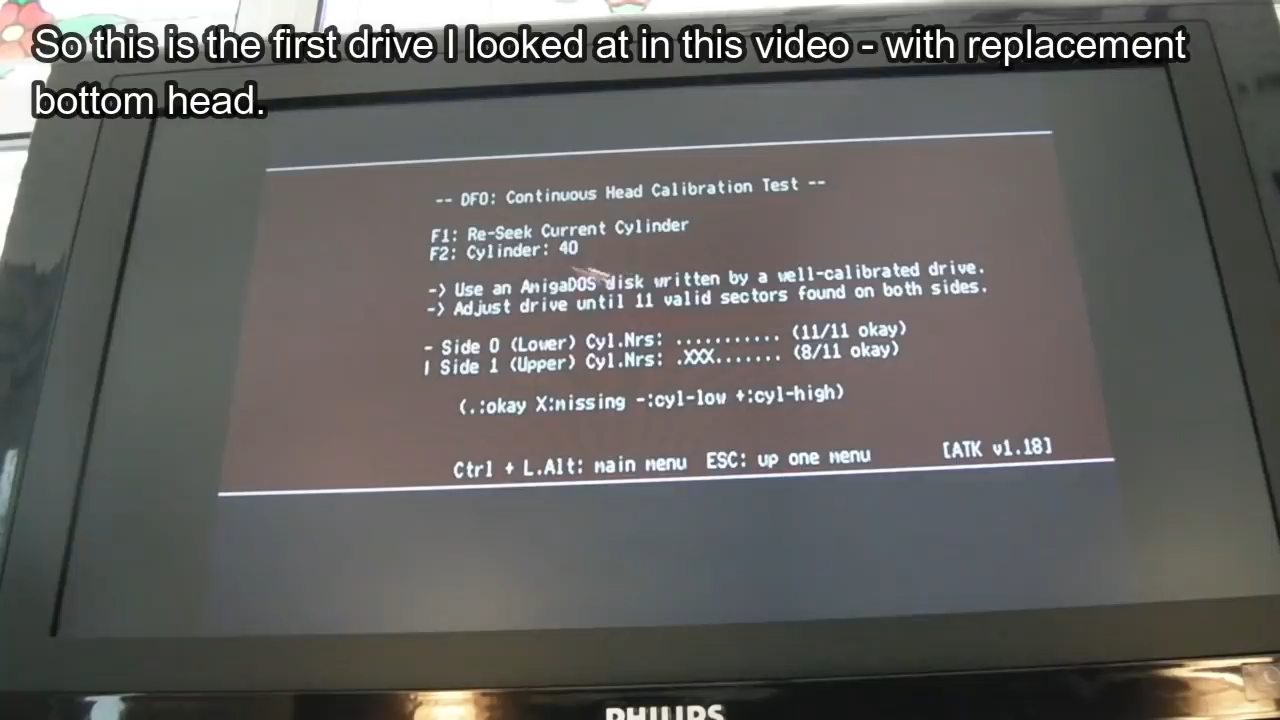 So this is the first drive I looked at in this video - with replacement
bottom head.
-- DF0: Continuous Head Calibration Test --
F1: Re-Seek Current Cylinder
F2: Cylinder: 40
-> Use an AmigaDOS disk written by a well-calibrated drive.
-> Adjust drive until 11 valid sectors found on both sides.
- Side 0 (Lower) Cyl.Nrs: ........... (11/11 okay)
| Side 1 (Upper) Cyl.Nrs: .XXX....... (8/11 okay)
(.:okay X:missing -:cyl-low +:cyl-high)
Ctrl + L.Alt: main menu ESC: up one menu [ATK v1.18]
PHILIPS